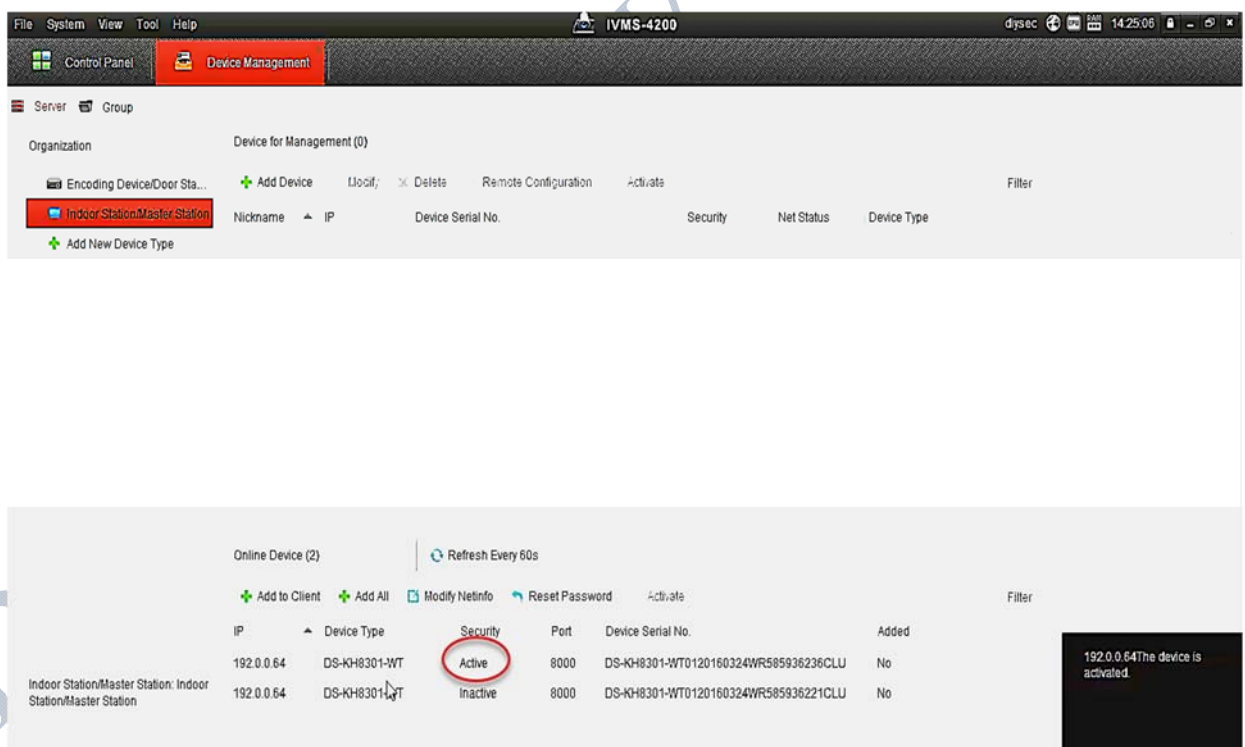 File System View Tool Help iVMS-4200 diysec 14:25:06
Control Panel Device Management
Server Group
Organization
Encoding Device/Door Sta...
Indoor Station/Master Station
Add New Device Type
Device for Management (0)
Add Device Modify Delete Remote Configuration Activate Filter
Nickname IP Device Serial No. Security Net Status Device Type
Online Device (2) Refresh Every 60s
Add to Client Add All Modify Netinfo Reset Password Activate Filter
IP Device Type Security Port Device Serial No. Added
192.0.0.64 DS-KH8301-WT Active 8000 DS-KH8301-WT0120160324WR585936236CLU No
192.0.0.64 DS-KH8301-WT Inactive 8000 DS-KH8301-WT0120160324WR585936221CLU No
Indoor Station/Master Station: Indoor
Station/Master Station
192.0.0.64The device is
activated.